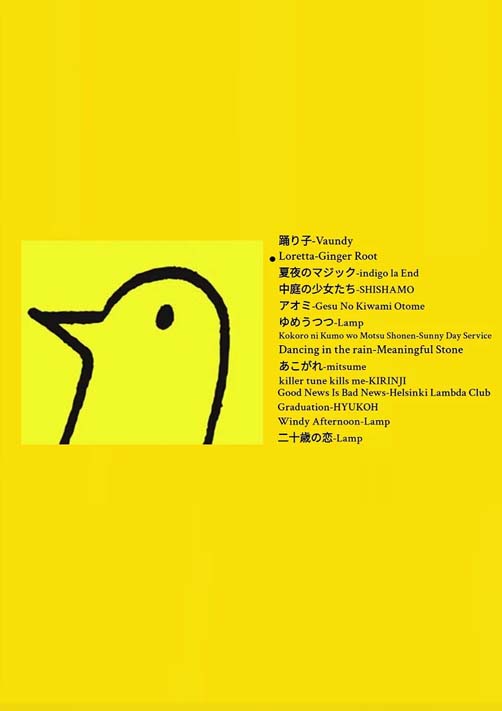 踊り子-Vaundy
Loretta-Ginger Root
夏夜のマジック-indigo la End
中庭の少女たち-SHISHAMO
アオミ-Gesu No Kiwami Otome
ゆめうつつ-Lamp
Kokoro ni Kumo wo Motsu Shonen-Sunny Day Service
Dancing in the rain-Meaningful Stone
あこがれ-mitsume
killer tune kills me-KIRINJI
Good News Is Bad News-Helsinki Lambda Club
Graduation-HYUKOH
Windy Afternoon-Lamp
二十歳の恋-Lamp